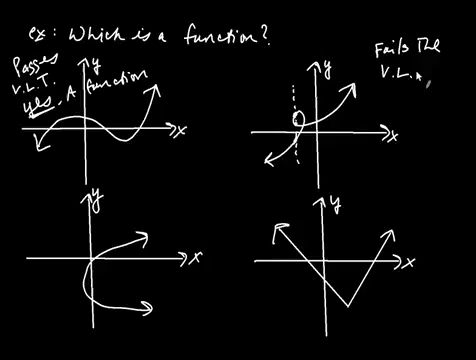 ex: Which is a function?
Passes
V.L.T.
yes, A function
y
x
Fails The
V.L.
y
x
y
x
y
x